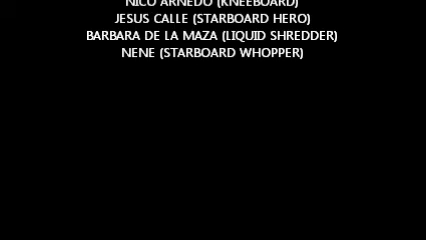 NICO ARNEDO (KNEEBOARD)
JESUS CALLE (STARBOARD HERO)
BARBARA DE LA MAZA (LIQUID SHREDDER)
NENE (STARBOARD WHOPPER)